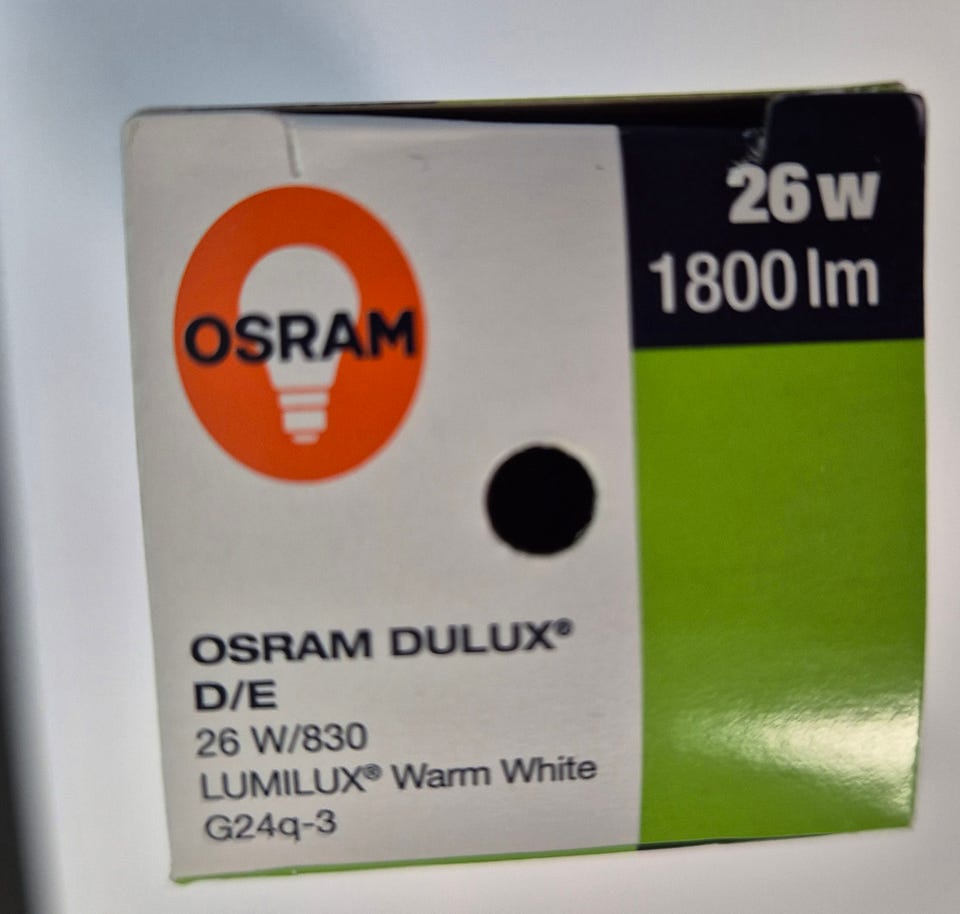 26 W
1800 lm
OSRAM
OSRAM DULUX®
D/E
26 W/830
LUMILUX® Warm White
G24q-3